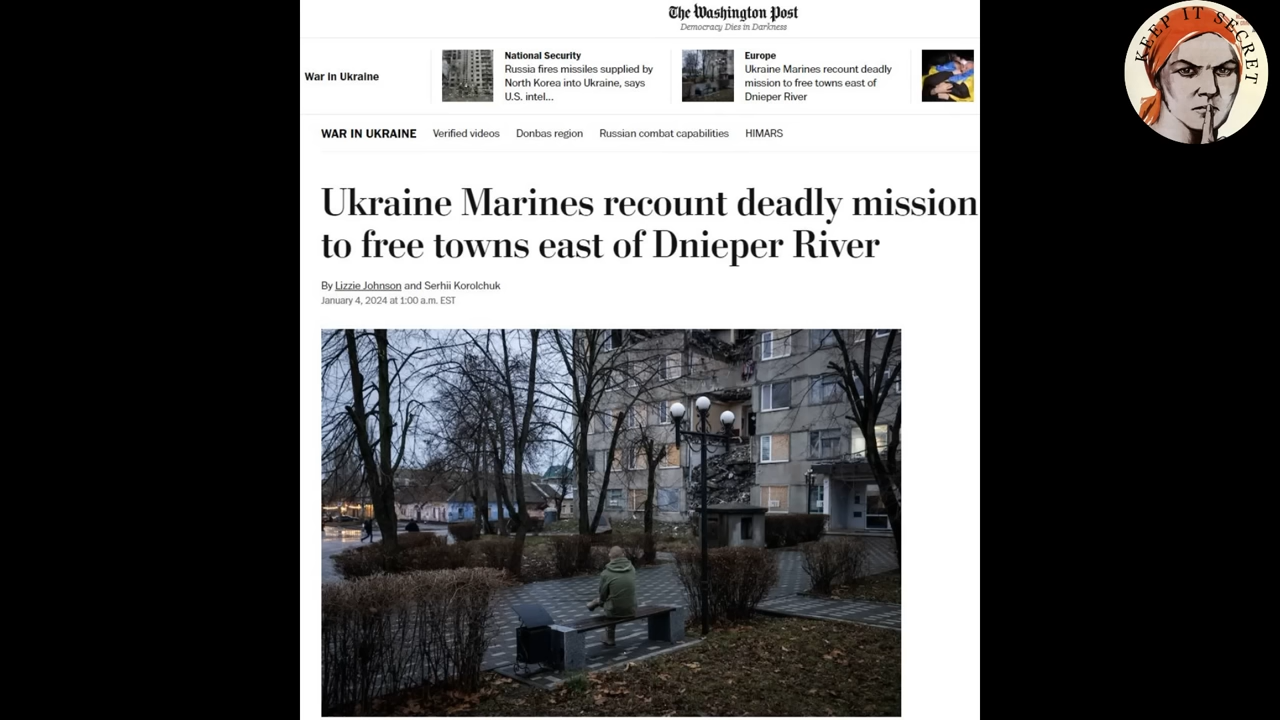 The Washington Post
Democracy Dies in Darkness
KEEP IT SECRET
War in Ukraine
National Security
Russia fires missiles supplied by
North Korea into Ukraine, says
U.S. intel...
Europe
Ukraine Marines recount deadly
mission to free towns east of
Dnieper River
WAR IN UKRAINE Verified videos Donbas region Russian combat capabilities HIMARS
Ukraine Marines recount deadly mission
to free towns east of Dnieper River
By Lizzie Johnson and Serhii Korolchuk
January 4, 2024 at 1:00 a.m. EST